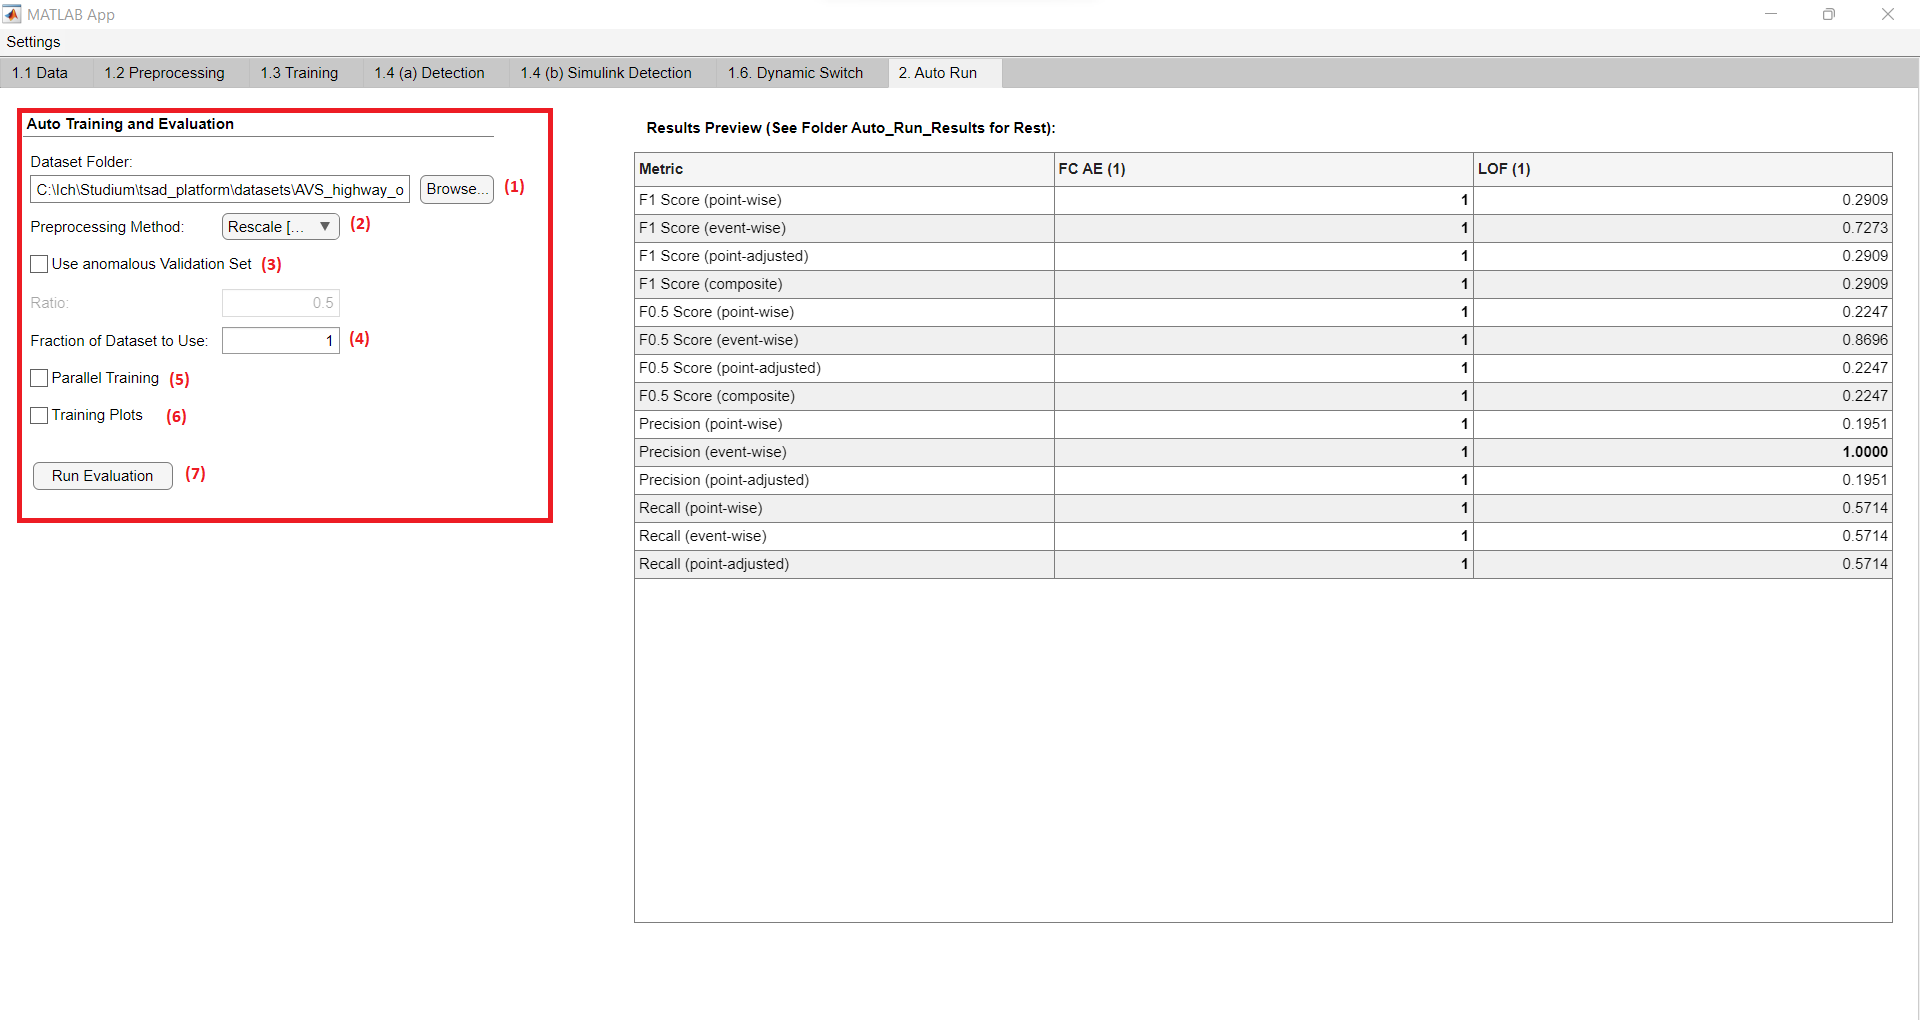 MATLAB App
Settings
1.1 Data 1.2 Preprocessing 1.3 Training 1.4 (a) Detection 1.4 (b) Simulink Detection 1.6. Dynamic Switch 2. Auto Run
Auto Training and Evaluation
Dataset Folder:
C:\Ich\Studium\tsad_platform\datasets\AVS_highway_o Browse... (1)
Preprocessing Method: Rescale [... (2)
Use anomalous Validation Set (3)
Ratio: 0.5
Fraction of Dataset to Use: 1 (4)
Parallel Training (5)
Training Plots (6)
Run Evaluation (7)
Results Preview (See Folder Auto_Run_Results for Rest):
Metric FC AE (1) LOF (1)
F1 Score (point-wise) 1 0.2909
F1 Score (event-wise) 1 0.7273
F1 Score (point-adjusted) 1 0.2909
F1 Score (composite) 1 0.2909
F0.5 Score (point-wise) 1 0.2247
F0.5 Score (event-wise) 1 0.8696
F0.5 Score (point-adjusted) 1 0.2247
F0.5 Score (composite) 1 0.2247
Precision (point-wise) 1 0.1951
Precision (event-wise) 1 1.0000
Precision (point-adjusted) 1 0.1951
Recall (point-wise) 1 0.5714
Recall (event-wise) 1 0.5714
Recall (point-adjusted) 1 0.5714